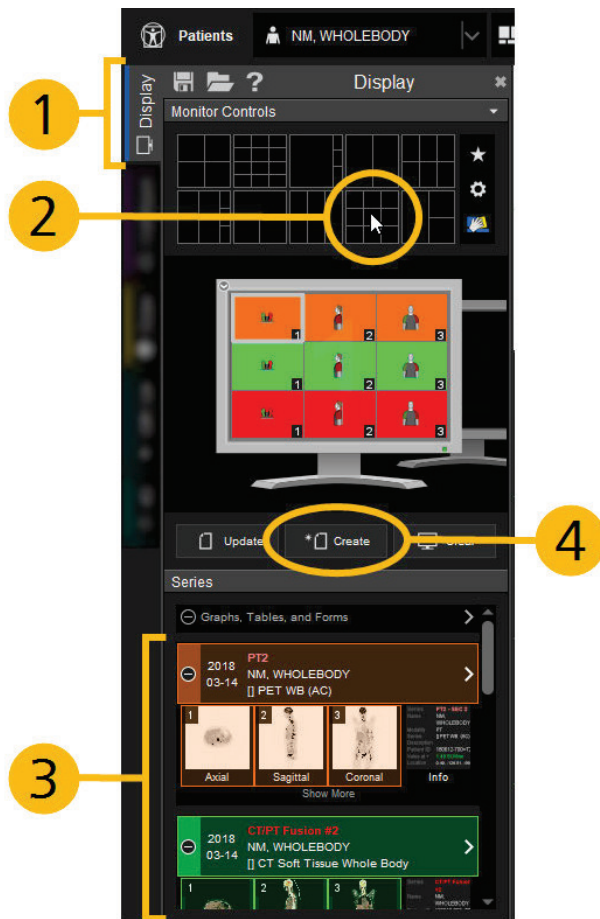 Patients
NM, WHOLEBODY
1
Display
?
Display
Monitor Controls
2
1 2 3
1 2 3
1 2 3
Update
* Create
Clear
4
Series
Graphs, Tables, and Forms
3
2018
03-14
PT2
NM, WHOLEBODY
[] PET WB (AC)
1 2 3
Axial Sagittal Coronal Info
Show More
2018
03-14
CT/PT Fusion #2
NM, WHOLEBODY
[] CT Soft Tissue Whole Body
1 2 3